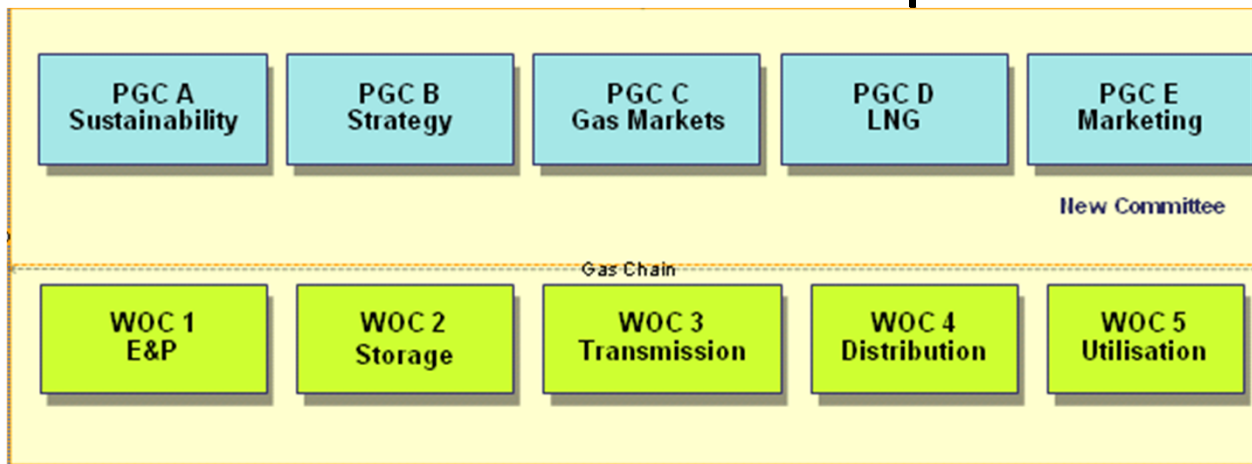 PGC A
Sustainability
PGC B
Strategy
PGC C
Gas Markets
PGC D
LNG
PGC E
Marketing
New Committee
Gas Chain
WOC 1
E&P
WOC 2
Storage
WOC 3
Transmission
WOC 4
Distribution
WOC 5
Utilisation